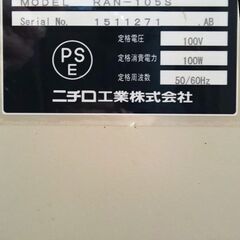 MODEL RAN-105S
Serial No. 1511271 .AB
PS
E
定格電圧 100V
定格消費電力 100W
定格周波数 50/60Hz
ニチロ工業株式会社